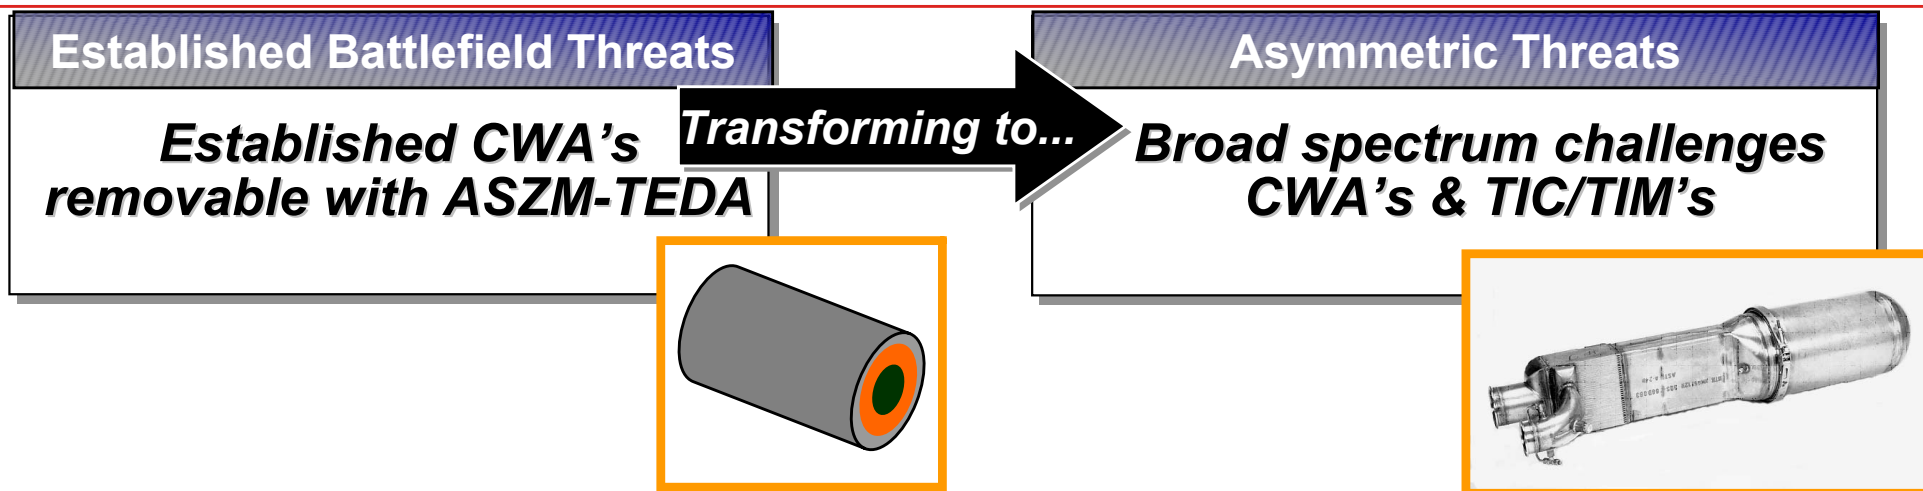 Established Battlefield Threats
Established CWA’s
removable with ASZM-TEDA
Transforming to...
Asymmetric Threats
Broad spectrum challenges
CWA’s & TIC/TIM’s